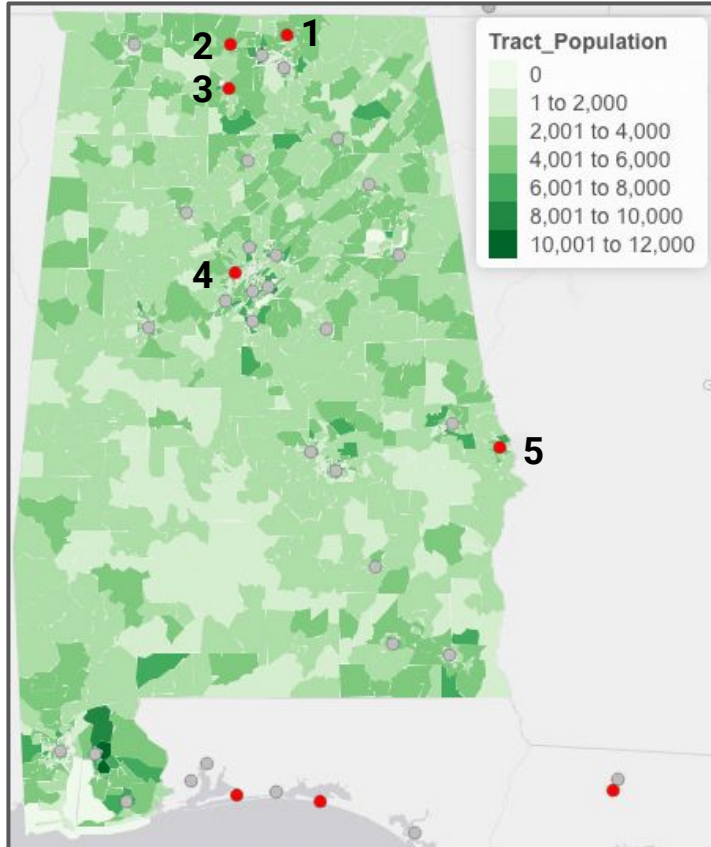 1
2
3
4
5
Tract_Population
0
1 to 2,000
2,001 to 4,000
4,001 to 6,000
6,001 to 8,000
8,001 to 10,000
10,001 to 12,000